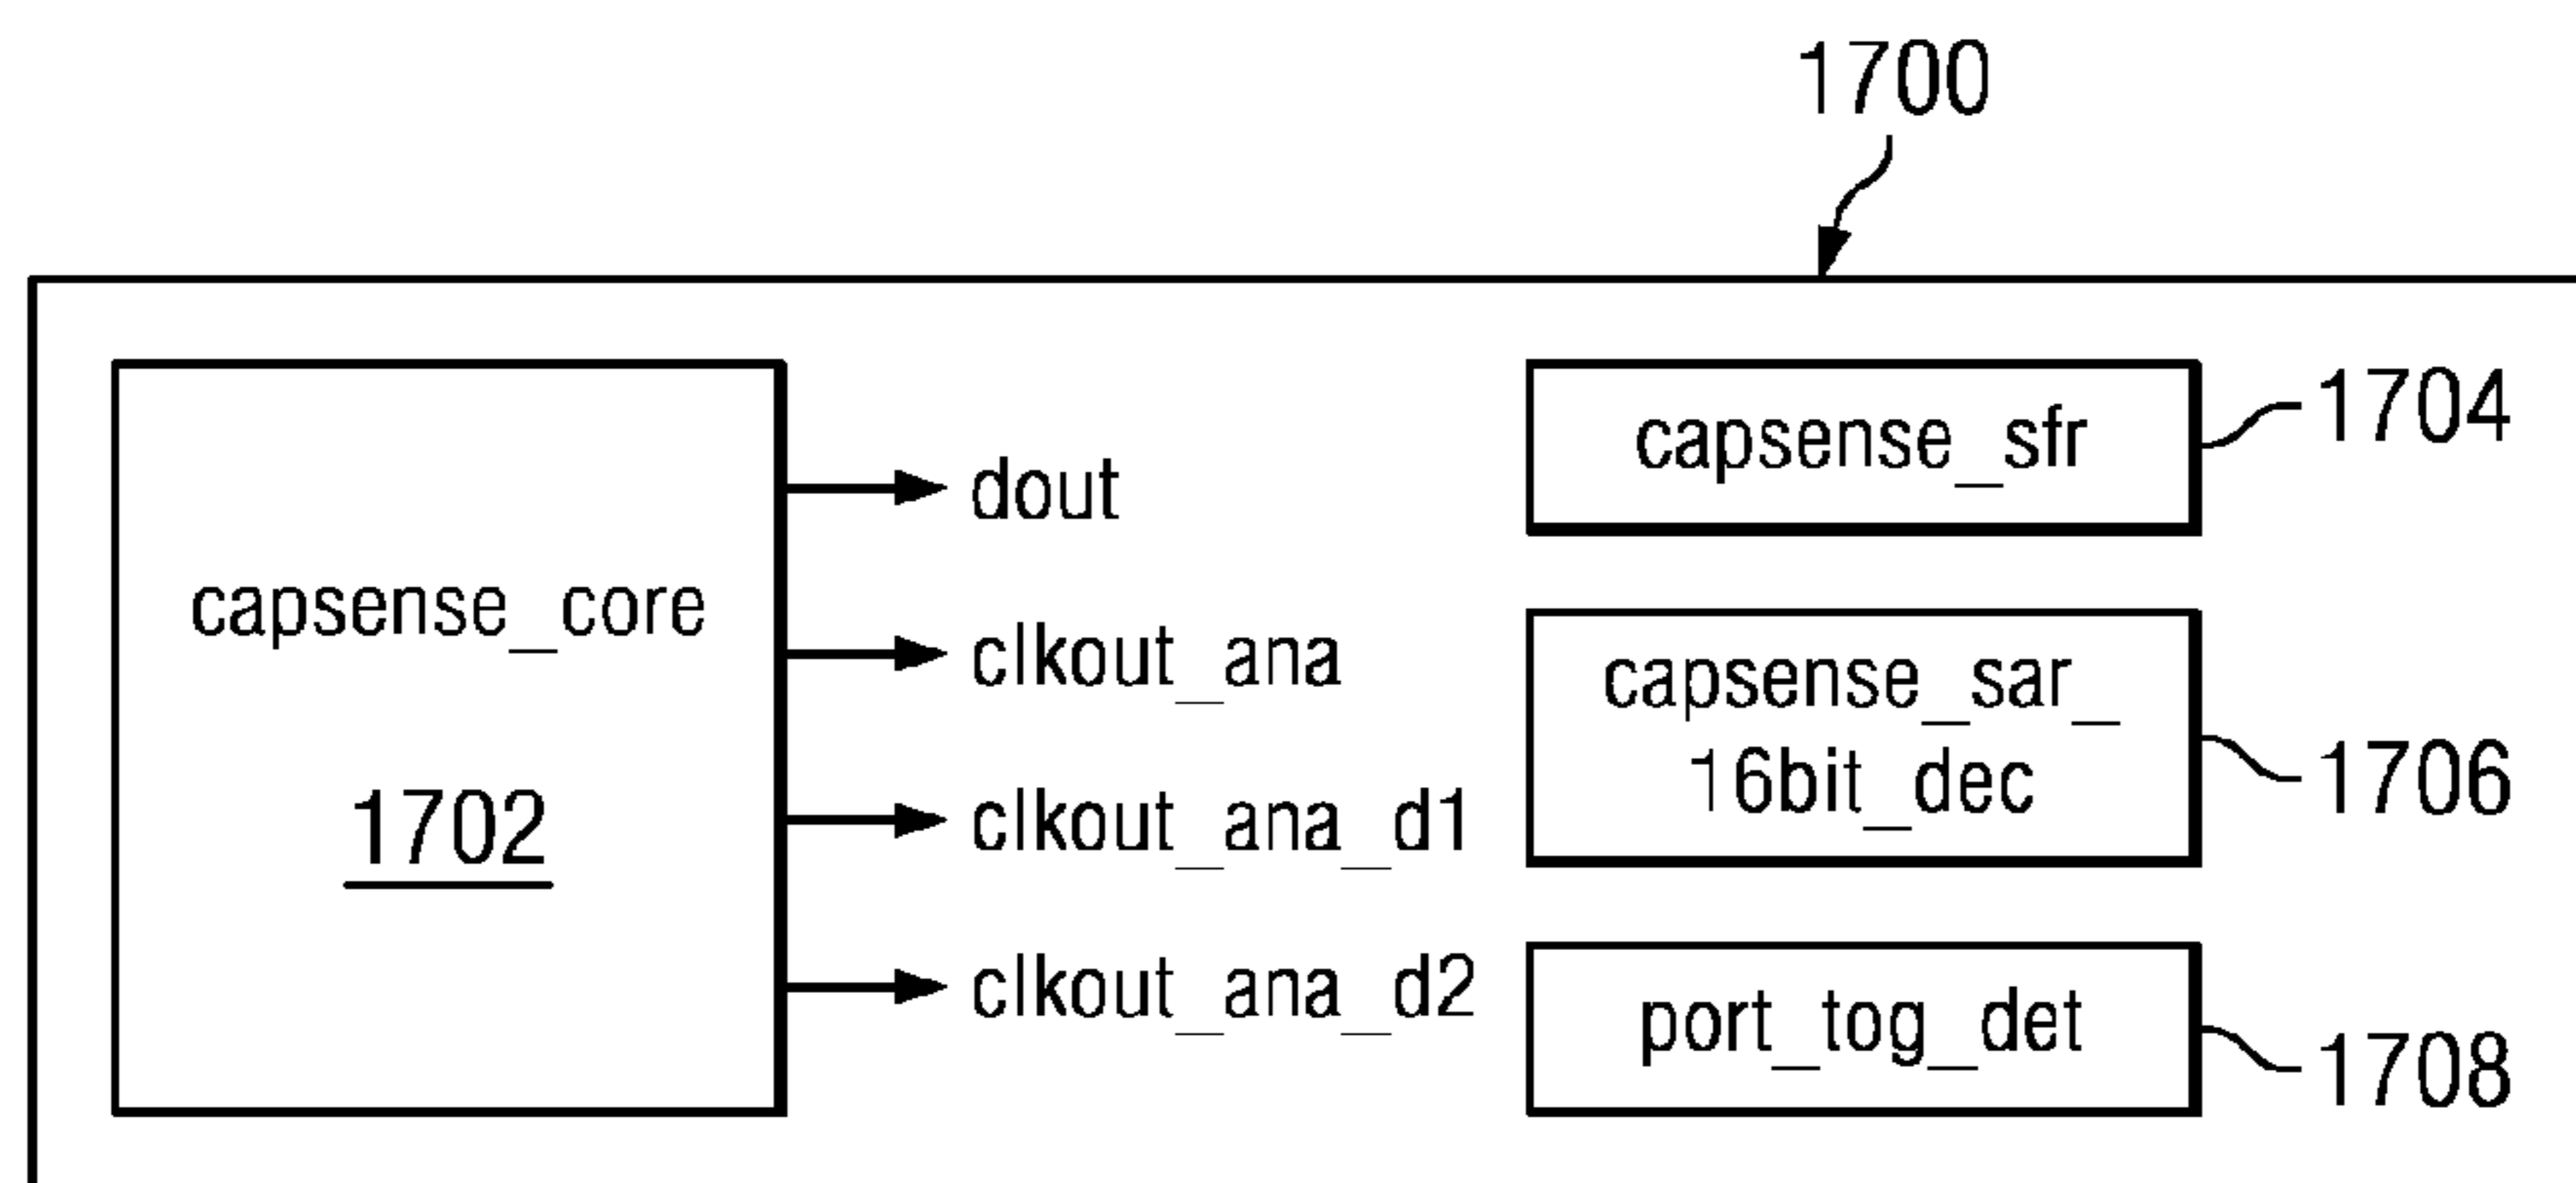 1700
capsense_core
1702
dout
clkout_ana
clkout_ana_d1
clkout_ana_d2
capsense_sfr
1704
capsense_sar_
16bit_dec
1706
port_tog_det
1708